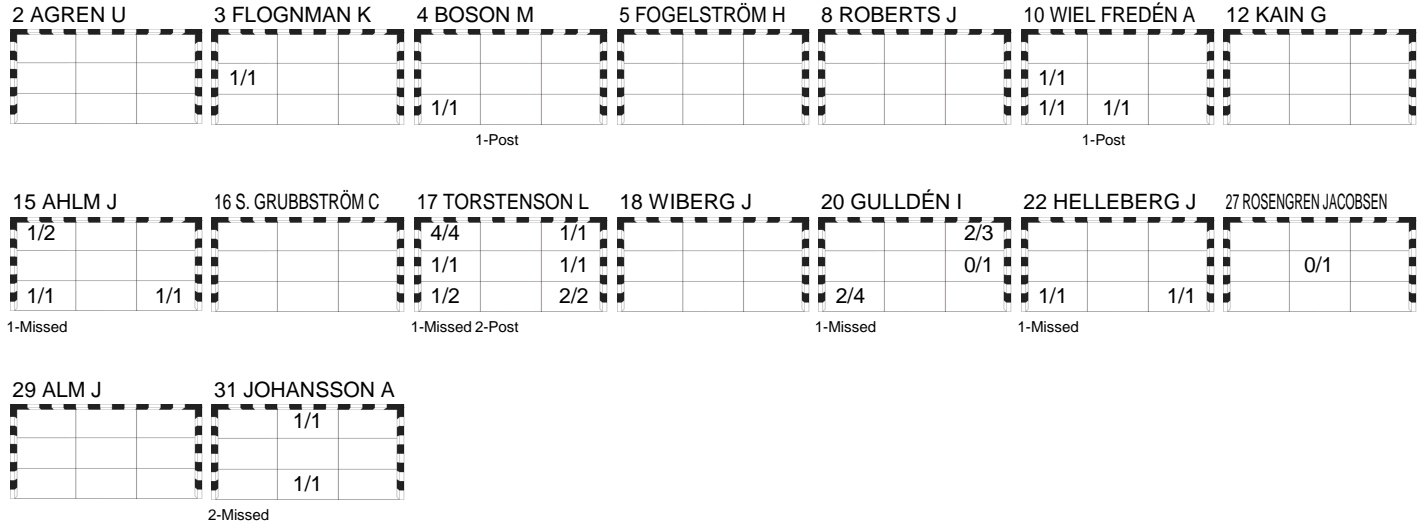 2 AGREN U 3 FLOGNMAN K 4 BOSON M 5 FOGELSTRÖM H 8 ROBERTS J 10 WIEL FREDÉN A 12 KAIN G
1/1 1/1
1/1 1/1 1/1
1-Post 1-Post
15 AHLM J 16 S. GRUBBSTRÖM C 17 TORSTENSON L 18 WIBERG J 20 GULLDÉN I 22 HELLEBERG J 27 ROSENGREN JACOBSEN
1/2 4/4 1/1 2/3
1/1 1/1 0/1 0/1
1/1 1/1 1/2 2/2 2/4 1/1 1/1
1-Missed 1-Missed 2-Post 1-Missed 1-Missed
29 ALM J 31 JOHANSSON A
1/1
1/1
2-Missed